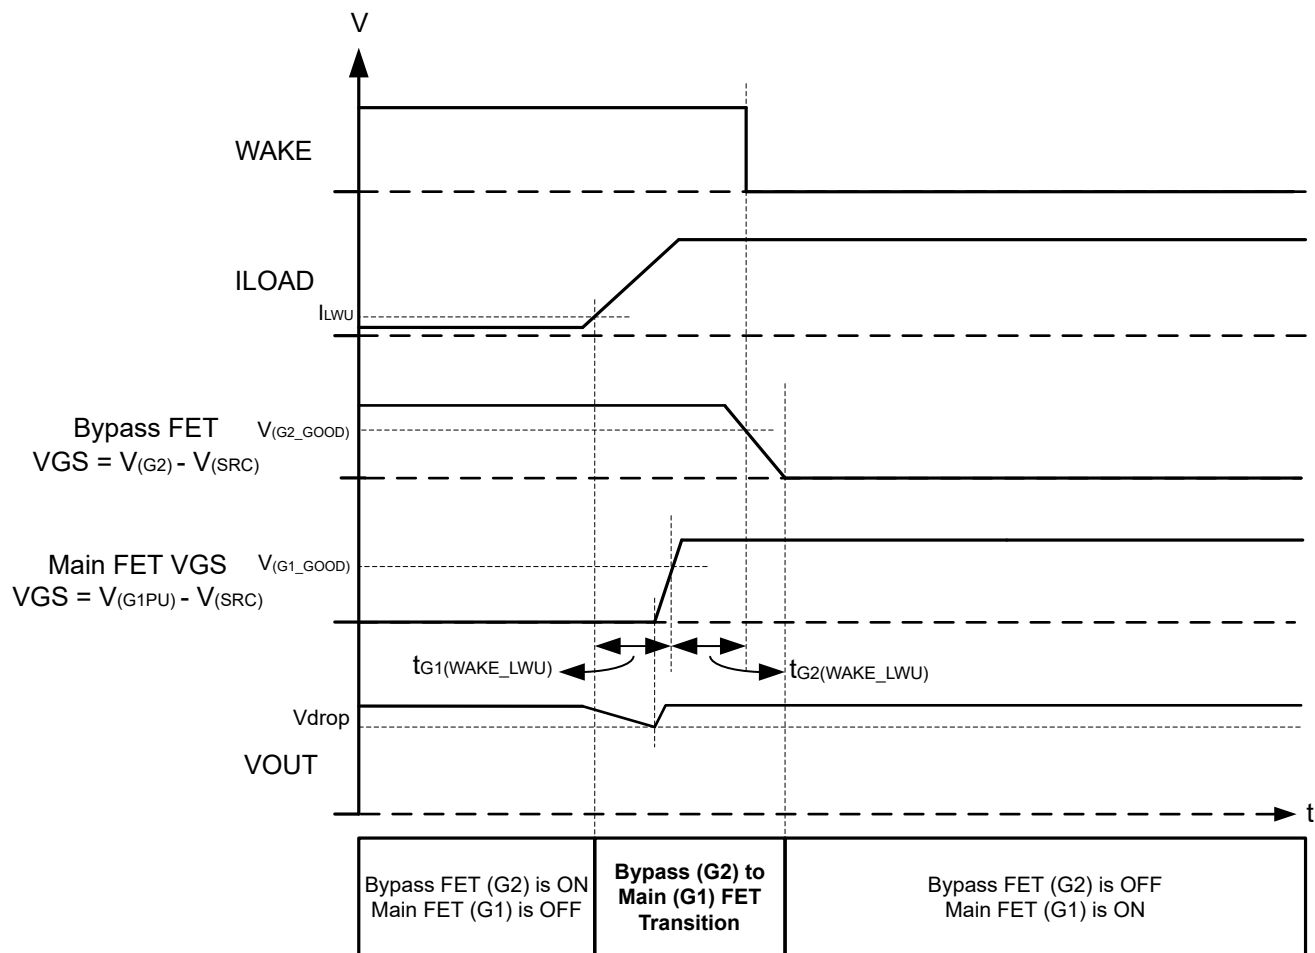 V
WAKE
ILOAD
ILWU
Bypass FET
VGS = V(G2) - V(SRC)
V(G2_GOOD)
Main FET VGS
VGS = V(G1PU) - V(SRC)
V(G1_GOOD)
tG1(WAKE_LWU)
tG2(WAKE_LWU)
Vdrop
VOUT
t
Bypass FET (G2) is ON
Main FET (G1) is OFF
Bypass (G2) to
Main (G1) FET
Transition
Bypass FET (G2) is OFF
Main FET (G1) is ON